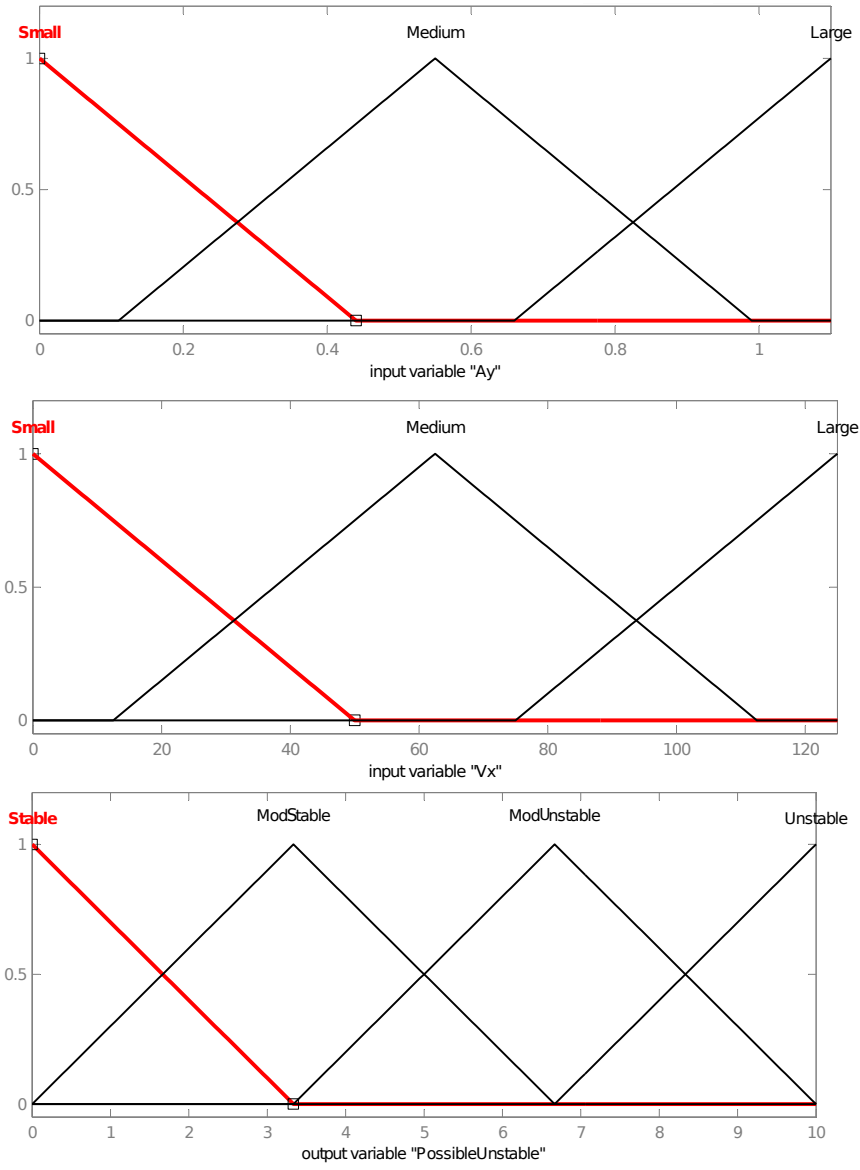 Small Medium Large
1
0.5
0
0 0.2 0.4 0.6 0.8 1
input variable "Ay"
Small Medium Large
1
0.5
0
0 20 40 60 80 100 120
input variable "Vx"
Stable ModStable ModUnstable Unstable
1
0.5
0
0 1 2 3 4 5 6 7 8 9 10
output variable "PossibleUnstable"